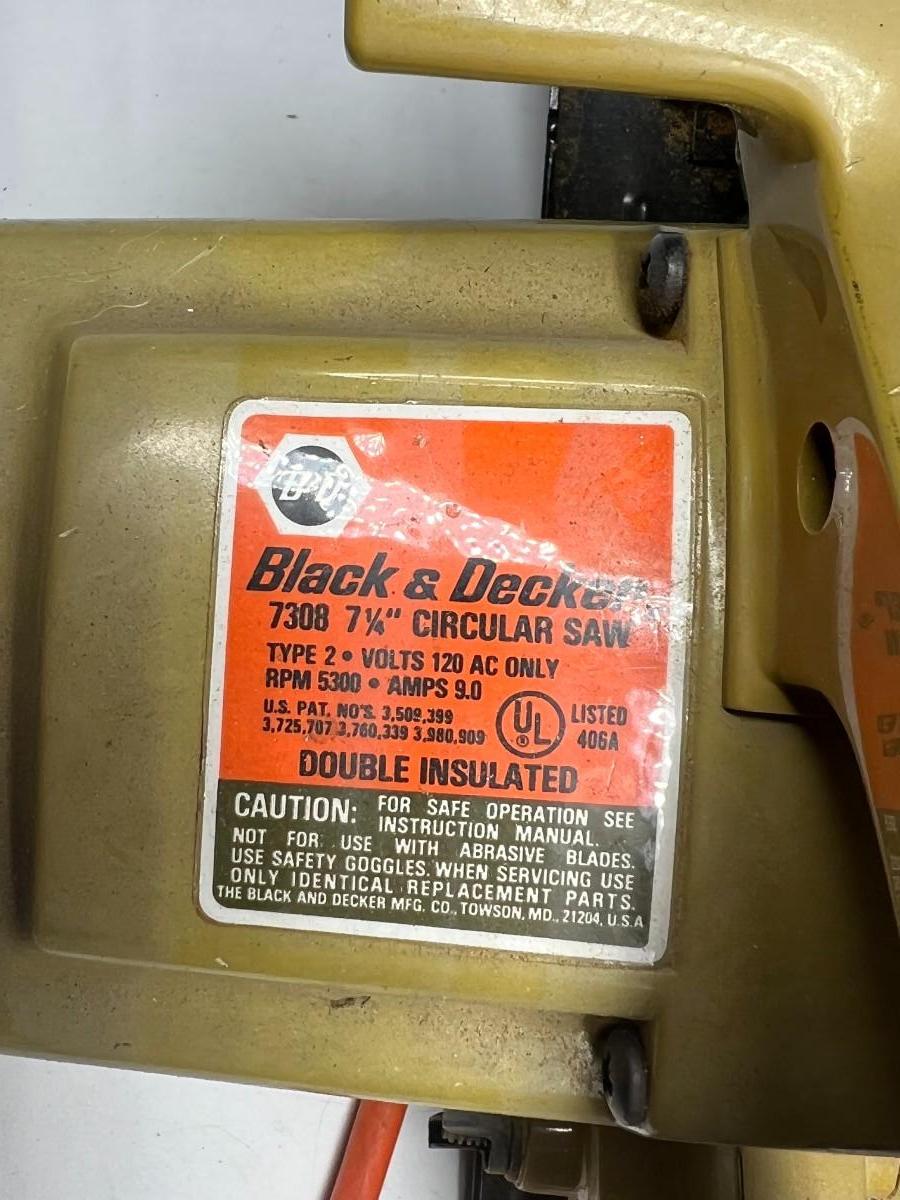 B&D
Black & Decker
7308 7¼" CIRCULAR SAW
TYPE 2 • VOLTS 120 AC ONLY
RPM 5300 • AMPS 9.0
U.S. PAT. NO'S. 3,509,399
3,725,707 3,760,339 3,980,909
UL
®
LISTED
406A
DOUBLE INSULATED
CAUTION: FOR SAFE OPERATION SEE
INSTRUCTION MANUAL.
NOT FOR USE WITH ABRASIVE BLADES.
USE SAFETY GOGGLES. WHEN SERVICING USE
ONLY IDENTICAL REPLACEMENT PARTS.
THE BLACK AND DECKER MFG. CO., TOWSON, MD., 21204, U.S.A